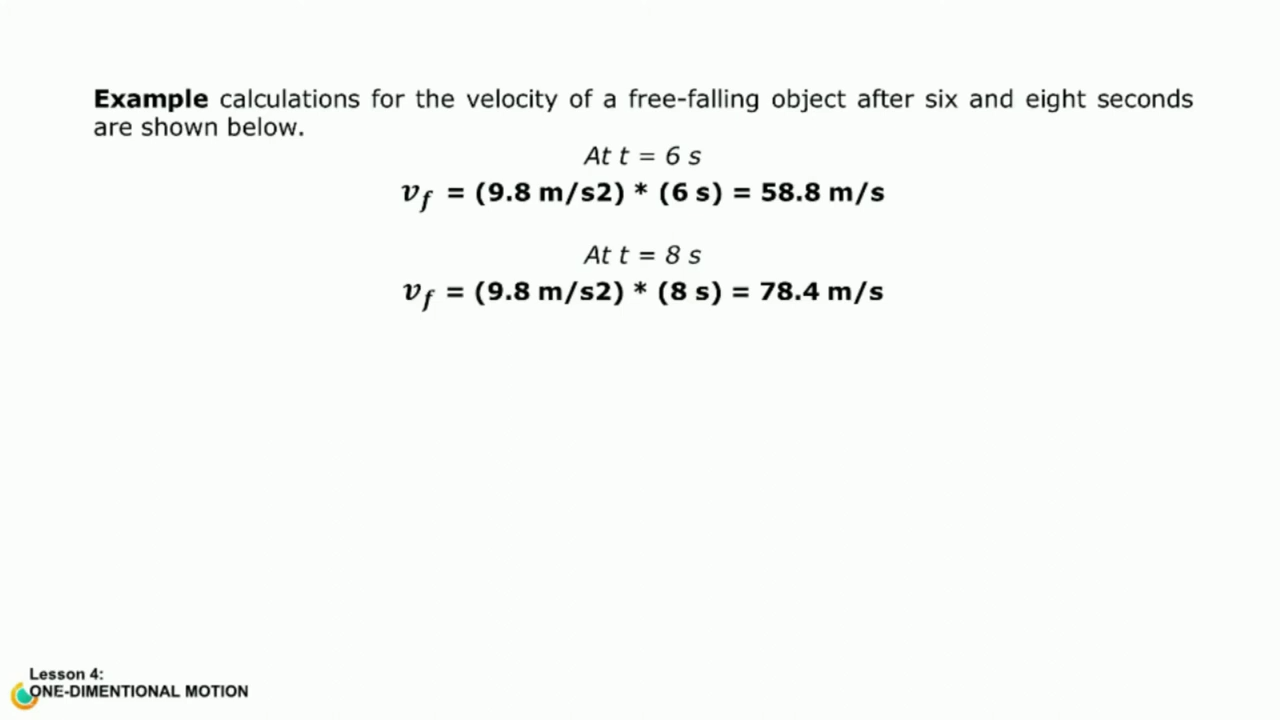 Example calculations for the velocity of a free-falling object after six and eight seconds
are shown below.
At t = 6 s
v_f = (9.8 m/s2) * (6 s) = 58.8 m/s
At t = 8 s
v_f = (9.8 m/s2) * (8 s) = 78.4 m/s
Lesson 4:
ONE-DIMENTIONAL MOTION